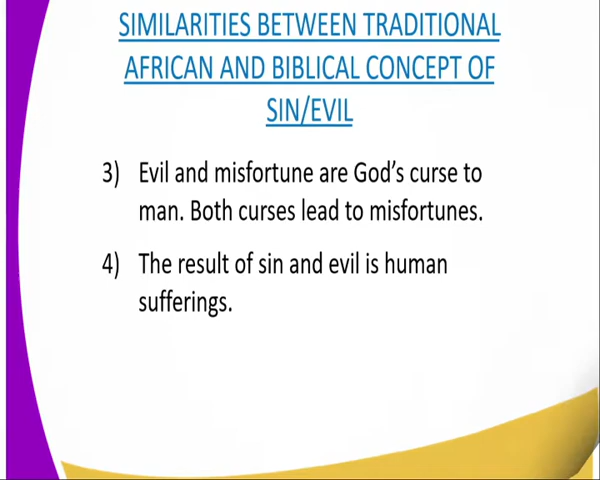 SIMILARITIES BETWEEN TRADITIONAL
AFRICAN AND BIBLICAL CONCEPT OF
SIN/EVIL
3) Evil and misfortune are God’s curse to
man. Both curses lead to misfortunes.
4) The result of sin and evil is human
sufferings.